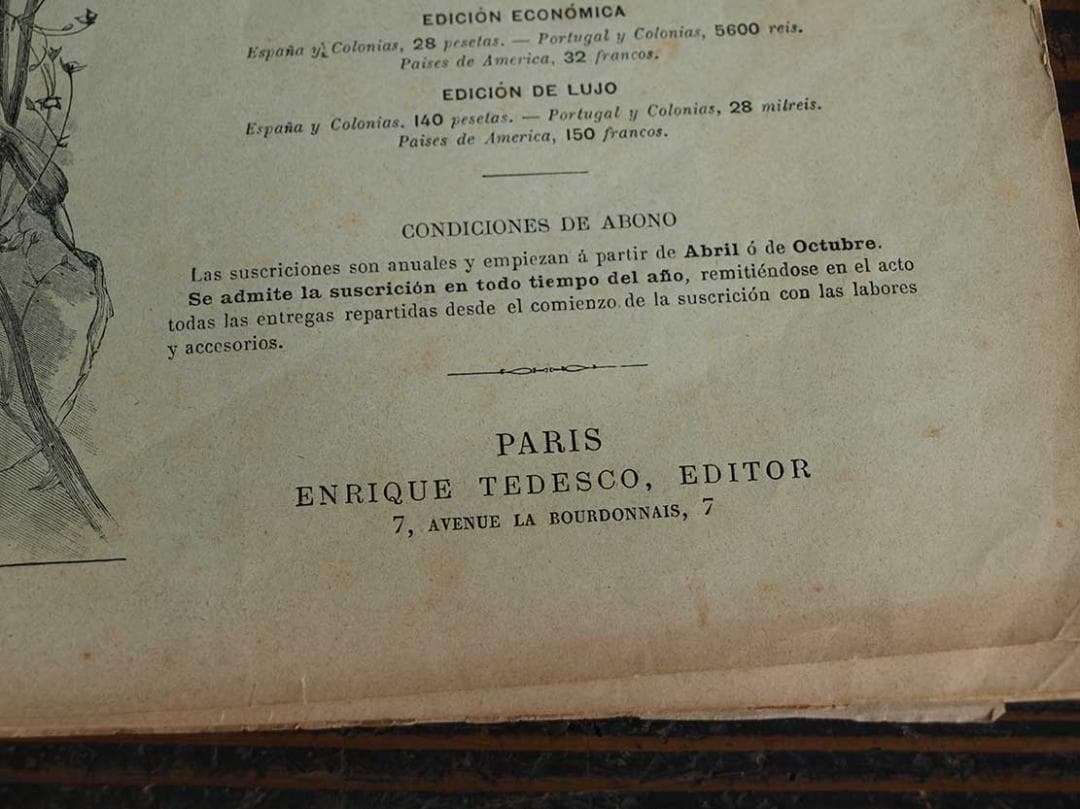 EDICIÓN ECONÓMICA
España y Colonias, 28 pesetas. — Portugal y Colonias, 5600 reis.
Paises de America, 32 francos.
EDICIÓN DE LUJO
España y Colonias. 140 pesetas. — Portugal y Colonias, 28 milreis.
Paises de America, 150 francos.
CONDICIONES DE ABONO
Las suscriciones son anuales y empiezan á partir de Abril ó de Octubre.
Se admite la suscrición en todo tiempo del año, remitiéndose en el acto
todas las entregas repartidas desde el comienzo de la suscrición con las labores
y accesorios.
PARIS
ENRIQUE TEDESCO, EDITOR
7, AVENUE LA BOURDONNAIS, 7